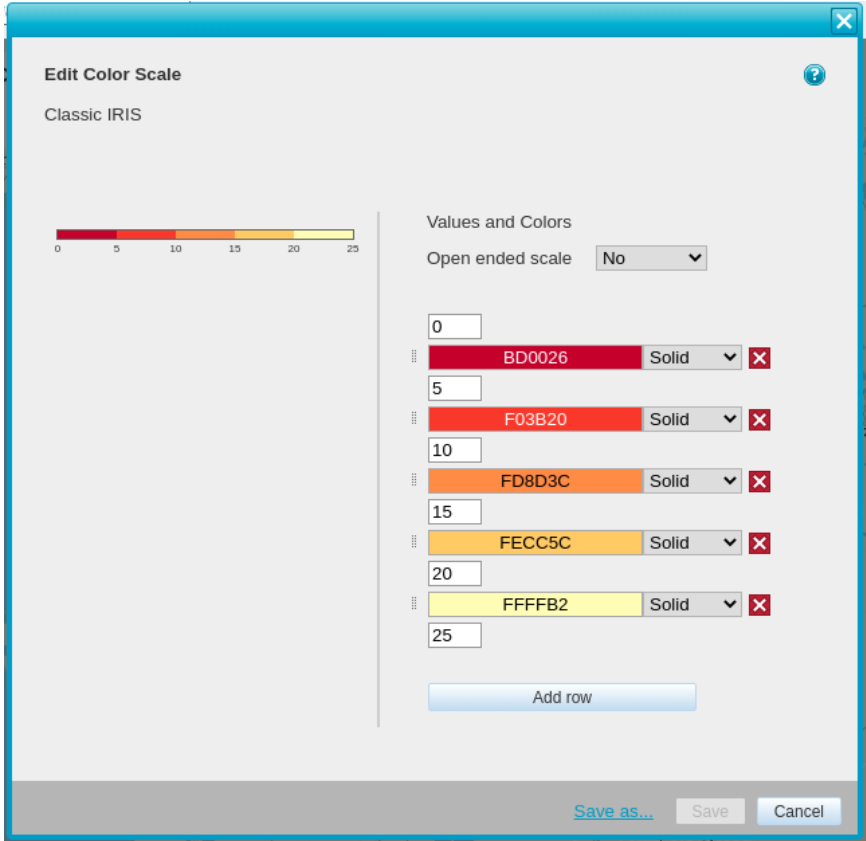 Edit Color Scale
?
Classic IRIS
0 5 10 15 20 25
Values and Colors
Open ended scale No
0
BD0026 Solid
5
F03B20 Solid
10
FD8D3C Solid
15
FECC5C Solid
20
FFFFB2 Solid
25
Add row
Save as... Save Cancel